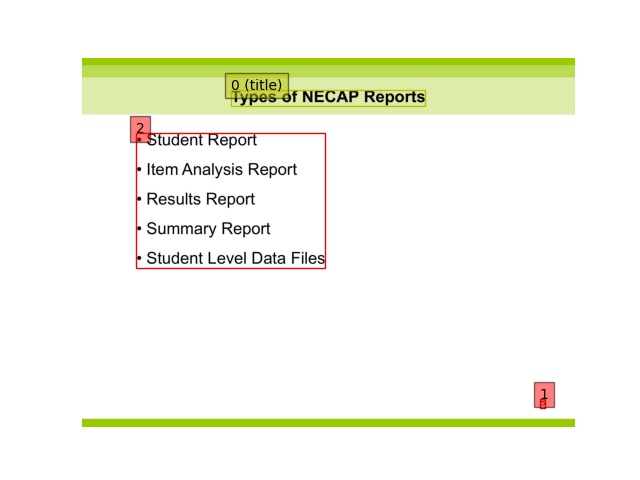 0 (title)
Types of NECAP Reports
2
• Student Report
• Item Analysis Report
• Results Report
• Summary Report
• Student Level Data Files
1